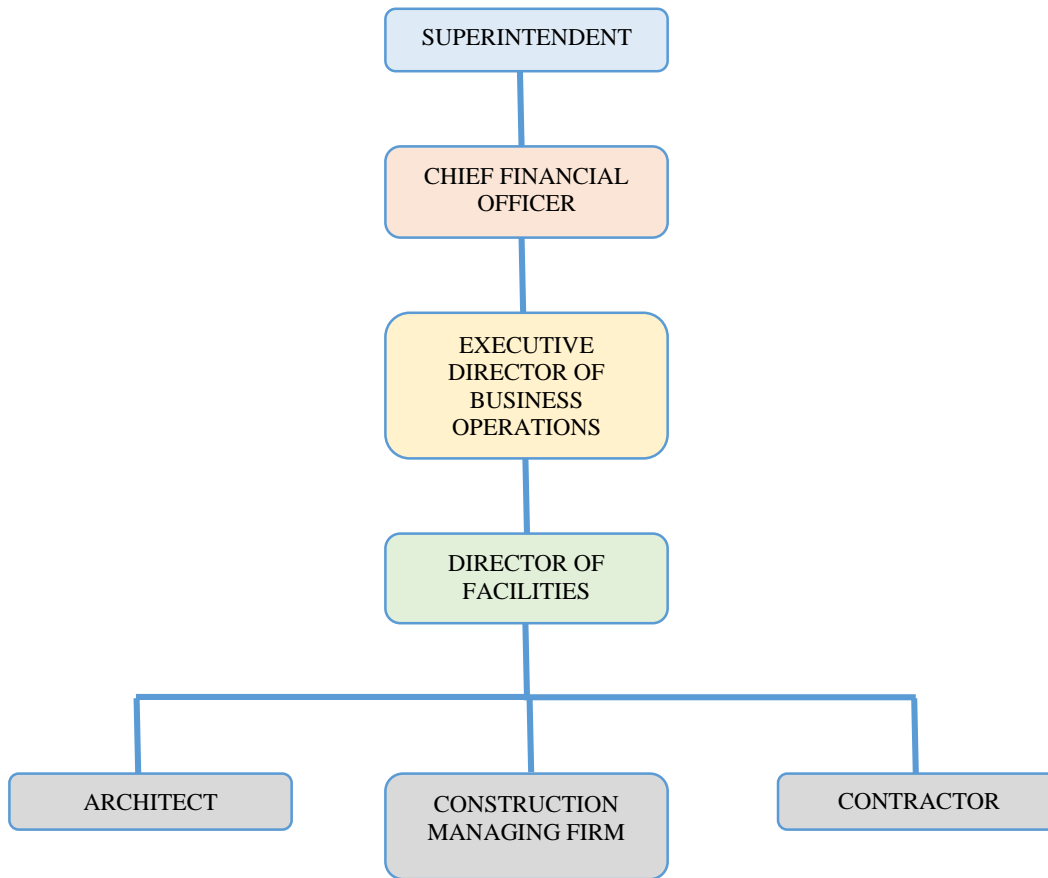 SUPERINTENDENT
CHIEF FINANCIAL
OFFICER
EXECUTIVE
DIRECTOR OF
BUSINESS
OPERATIONS
DIRECTOR OF
FACILITIES
ARCHITECT
CONSTRUCTION
MANAGING FIRM
CONTRACTOR